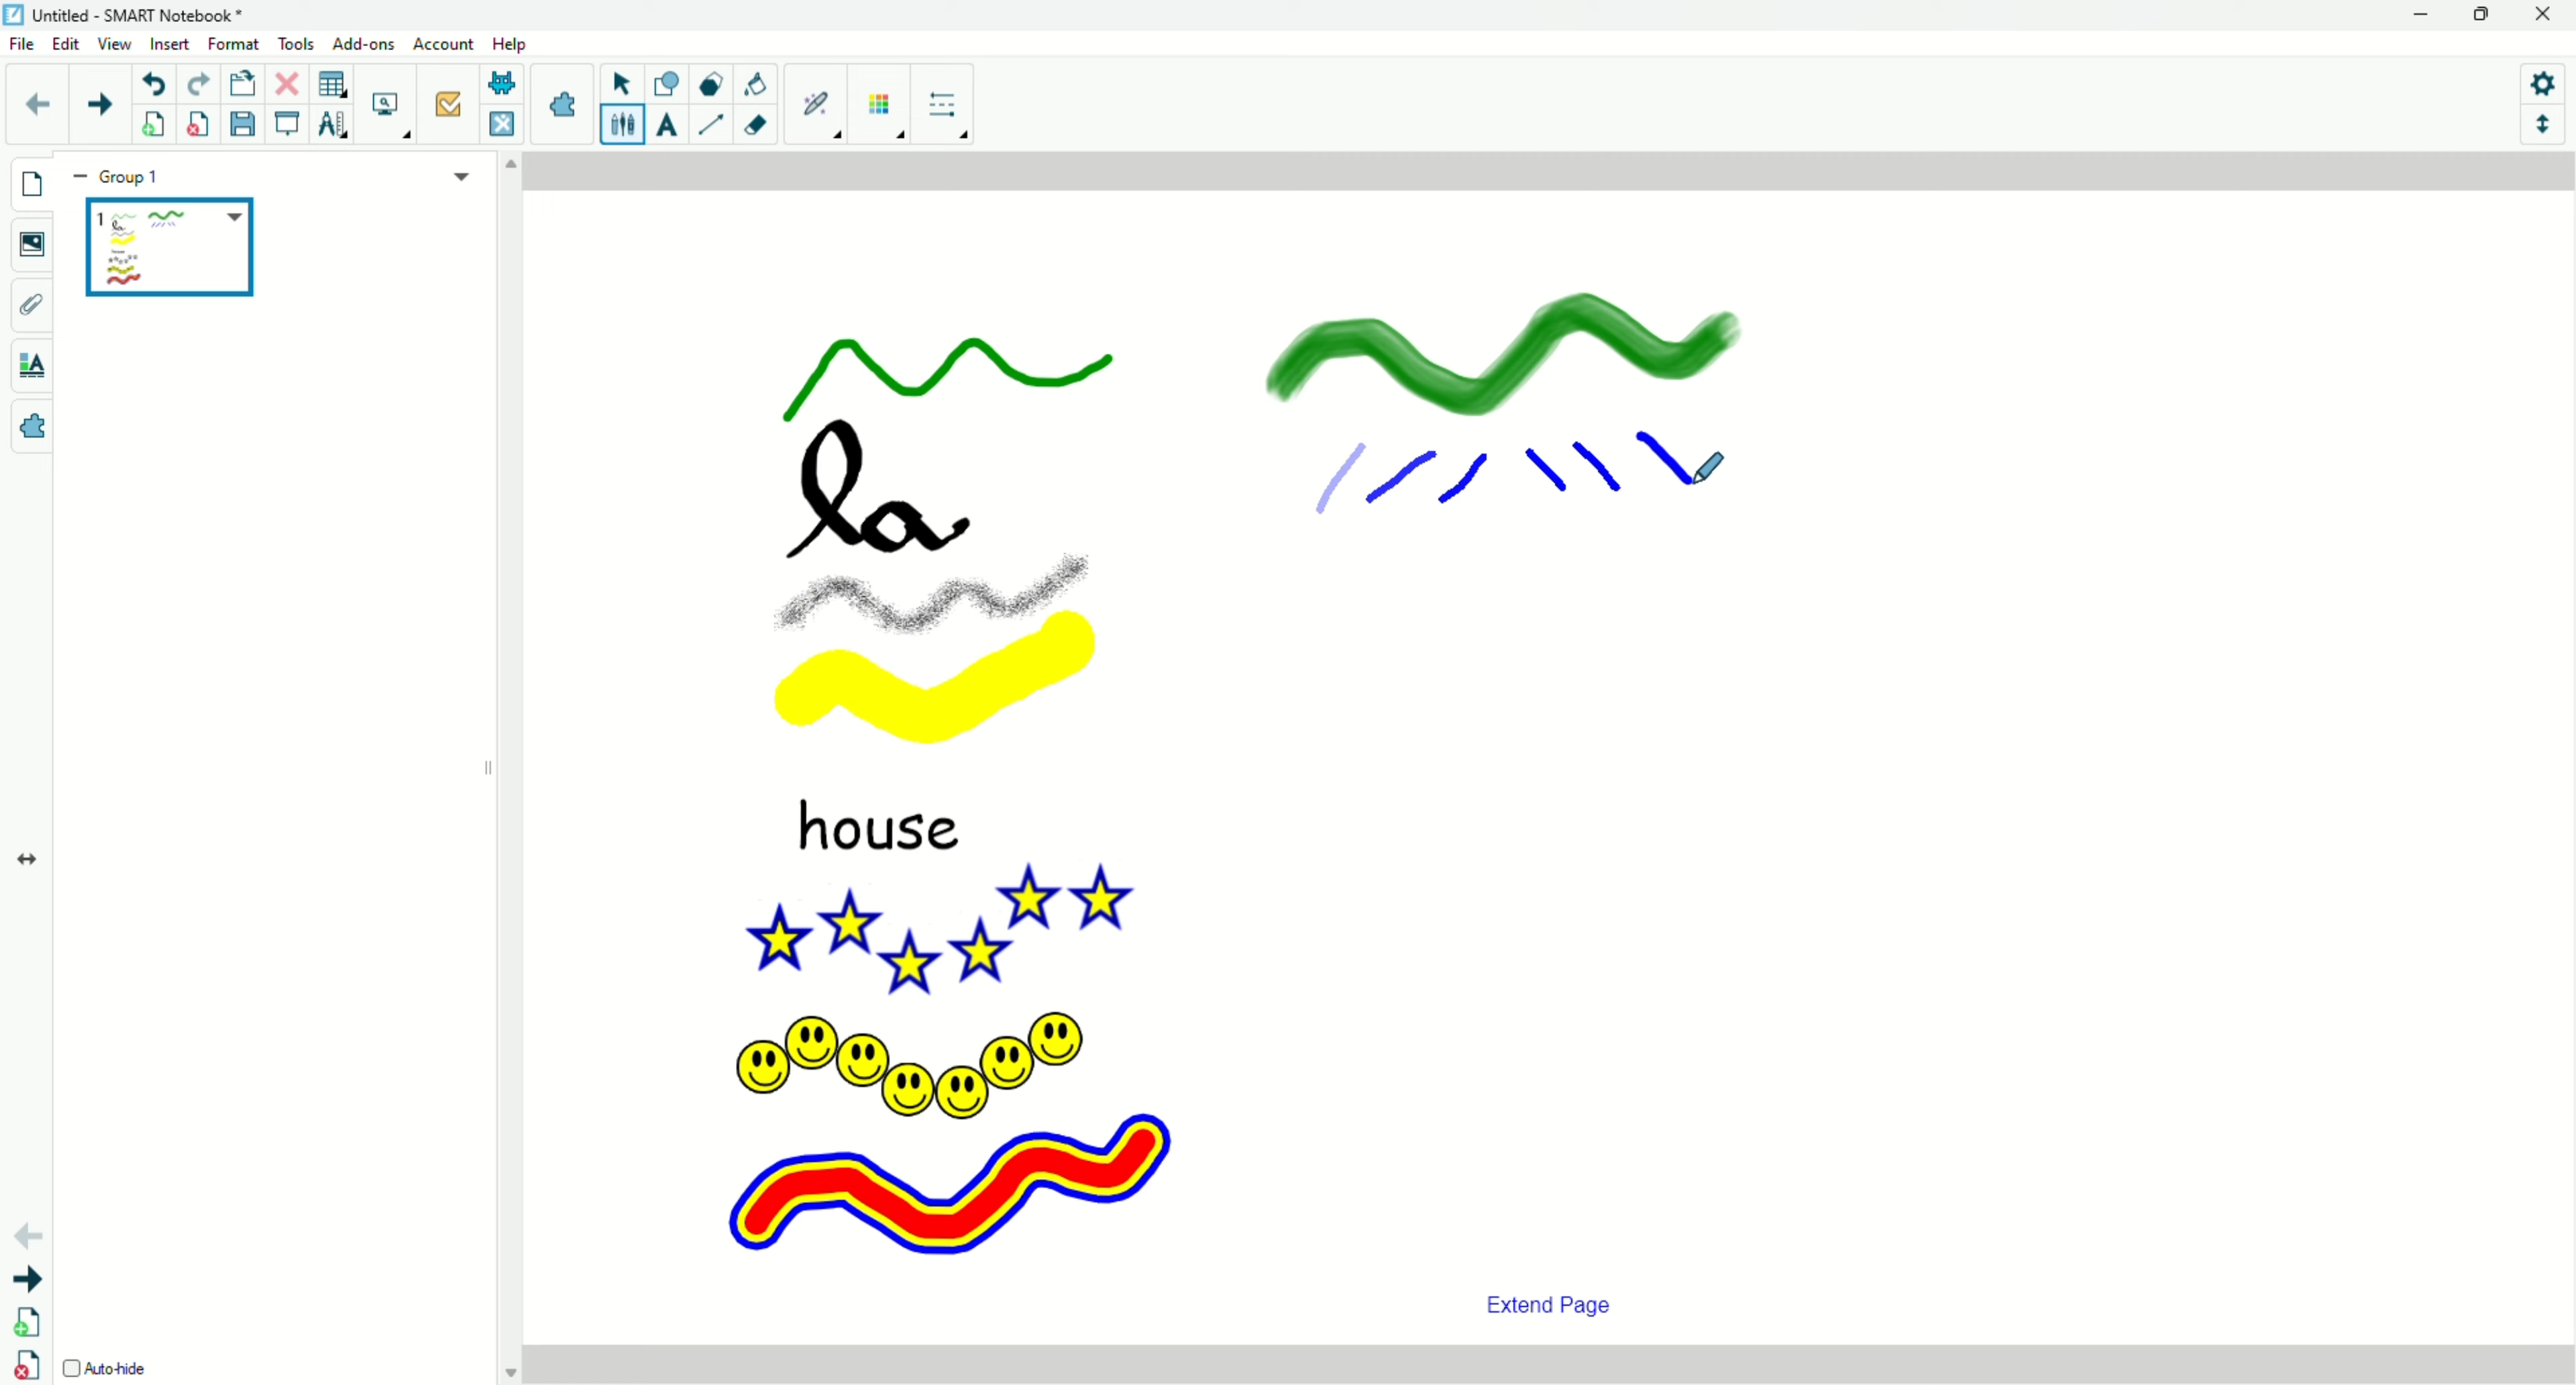 Untitled - SMART Notebook *
File Edit View Insert Format Tools Add-ons Account Help
Group 1
1
la
house
Extend Page
Auto-hide